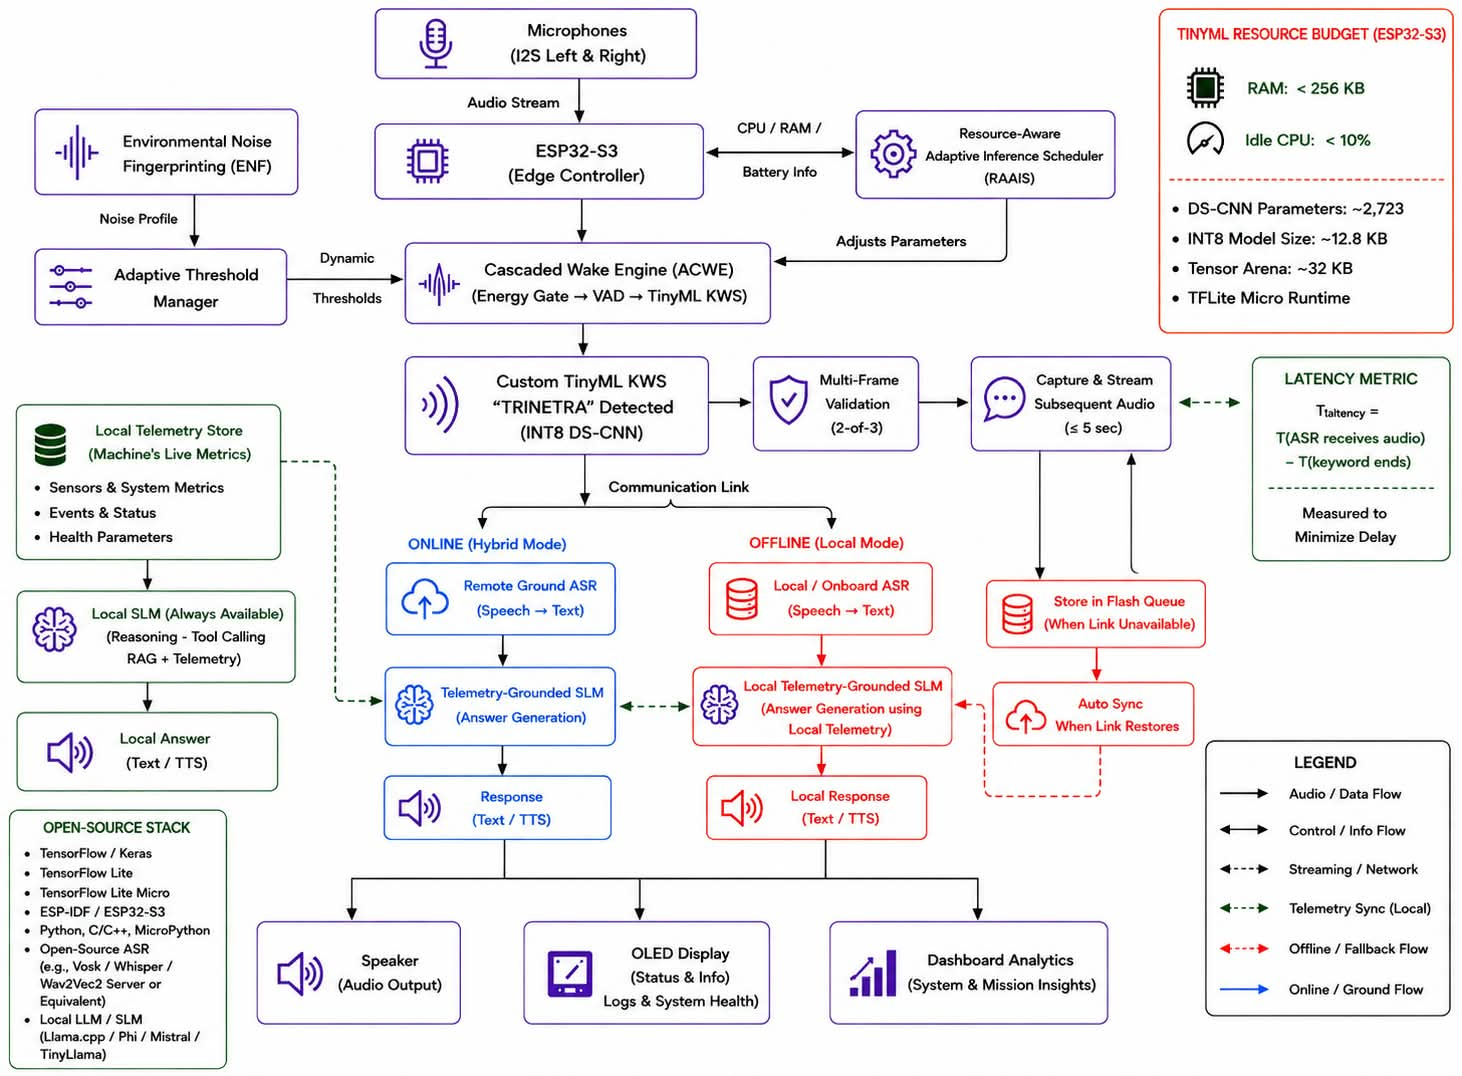 Microphones
(I2S Left & Right)
Audio Stream
ESP32-S3
(Edge Controller)
CPU / RAM /
Battery Info
Resource-Aware
Adaptive Inference Scheduler
(RAAIS)
Adjusts Parameters
Environmental Noise
Fingerprinting (ENF)
Noise Profile
Adaptive Threshold
Manager
Dynamic
Thresholds
Cascaded Wake Engine (ACWE)
(Energy Gate → VAD → TinyML KWS)
TINYML RESOURCE BUDGET (ESP32-S3)
RAM: < 256 KB
Idle CPU: < 10%
• DS-CNN Parameters: ~2,723
• INT8 Model Size: ~12.8 KB
• Tensor Arena: ~32 KB
• TFLite Micro Runtime
Custom TinyML KWS
“TRINETRA” Detected
(INT8 DS-CNN)
Multi-Frame
Validation
(2-of-3)
Capture & Stream
Subsequent Audio
(≤ 5 sec)
LATENCY METRIC
Ttaltency =
T(ASR receives audio)
– T(keyword ends)
Measured to
Minimize Delay
Local Telemetry Store
(Machine's Live Metrics)
• Sensors & System Metrics
• Events & Status
• Health Parameters
Local SLM (Always Available)
(Reasoning - Tool Calling
RAG + Telemetry)
Local Answer
(Text / TTS)
Communication Link
ONLINE (Hybrid Mode)
Remote Ground ASR
(Speech → Text)
Telemetry-Grounded SLM
(Answer Generation)
Response
(Text / TTS)
OFFLINE (Local Mode)
Local / Onboard ASR
(Speech → Text)
Local Telemetry-Grounded SLM
(Answer Generation using
Local Telemetry)
Local Response
(Text / TTS)
Store in Flash Queue
(When Link Unavailable)
Auto Sync
When Link Restores
OPEN-SOURCE STACK
• TensorFlow / Keras
• TensorFlow Lite
• TensorFlow Lite Micro
• ESP-IDF / ESP32-S3
• Python, C/C++, MicroPython
• Open-Source ASR
(e.g., Vosk / Whisper /
Wav2Vec2 Server or
Equivalent)
• Local LLM / SLM
(Llama.cpp / Phi / Mistral /
TinyLlama)
Speaker
(Audio Output)
OLED Display
(Status & Info)
Logs & System Health)
Dashboard Analytics
(System & Mission Insights)
LEGEND
Audio / Data Flow
Control / Info Flow
Streaming / Network
Telemetry Sync (Local)
Offline / Fallback Flow
Online / Ground Flow